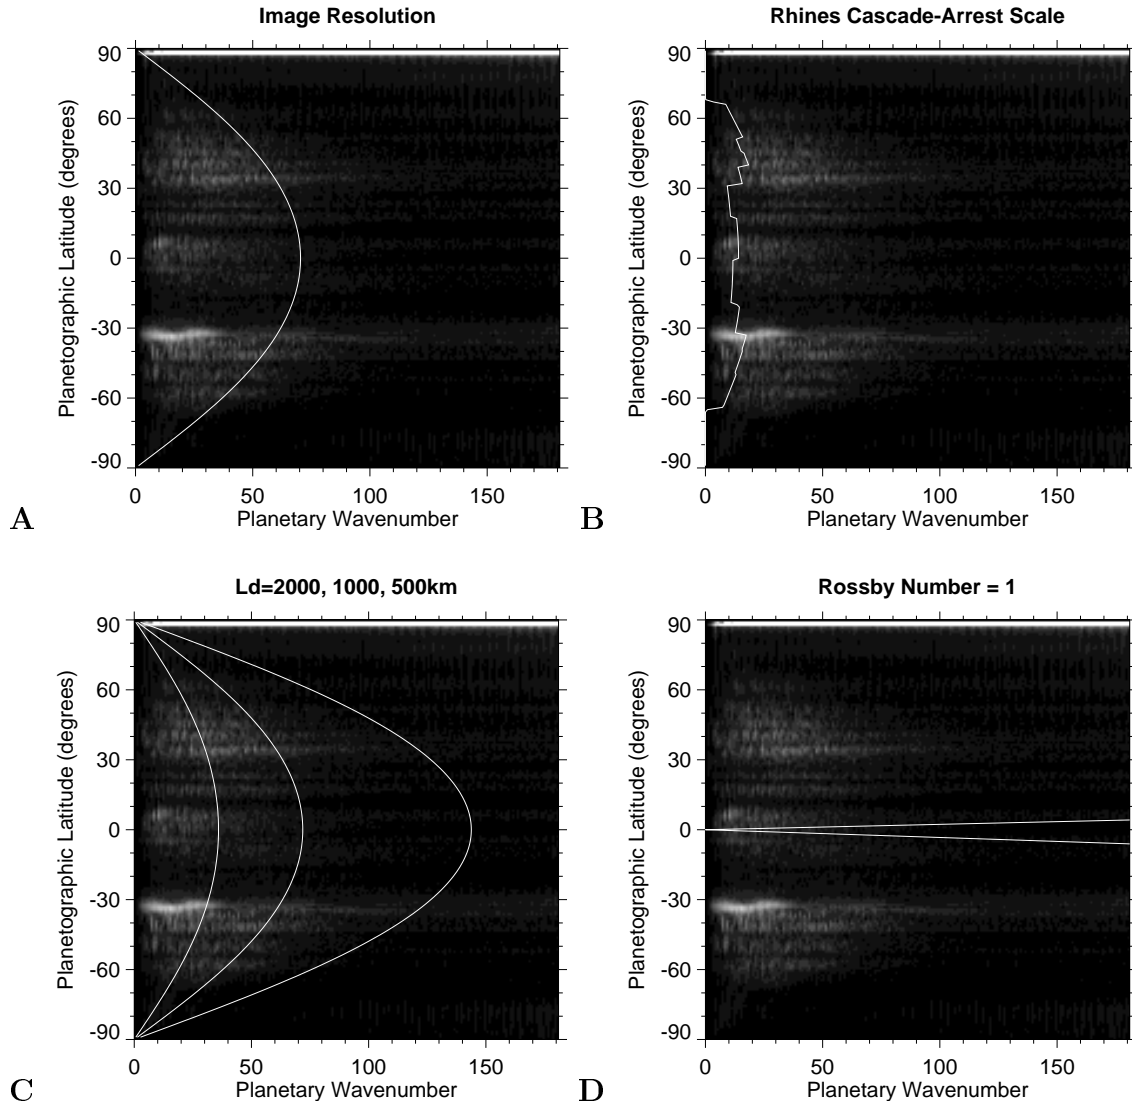 Image Resolution
Planetographic Latitude (degrees)
90
60
30
0
-30
-60
-90
0 50 100 150
Planetary Wavenumber
A
Rhines Cascade-Arrest Scale
Planetographic Latitude (degrees)
90
60
30
0
-30
-60
-90
0 50 100 150
Planetary Wavenumber
B
Ld=2000, 1000, 500km
Planetographic Latitude (degrees)
90
60
30
0
-30
-60
-90
0 50 100 150
Planetary Wavenumber
C
Rossby Number = 1
Planetographic Latitude (degrees)
90
60
30
0
-30
-60
-90
0 50 100 150
Planetary Wavenumber
D